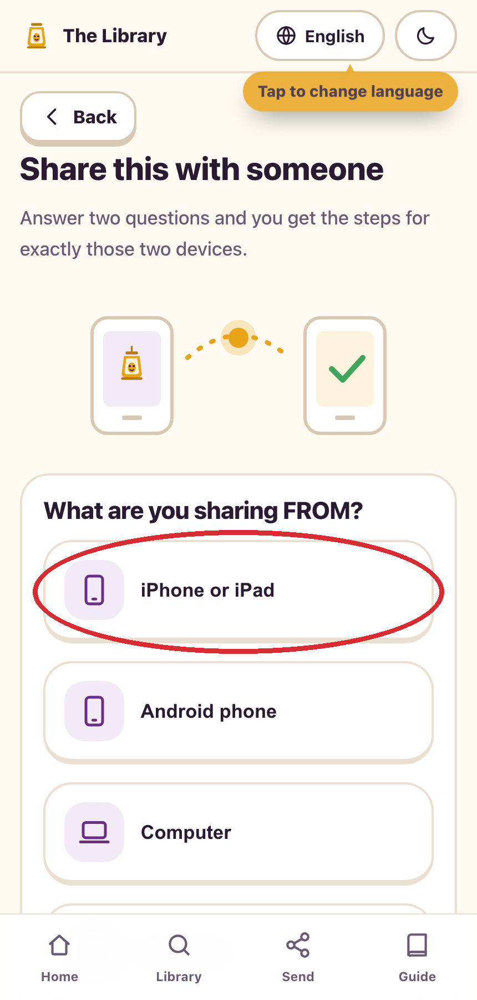 The Library
English
Tap to change language
Back
Share this with someone
Answer two questions and you get the steps for
exactly those two devices.
What are you sharing FROM?
iPhone or iPad
Android phone
Computer
Home
Library
Send
Guide